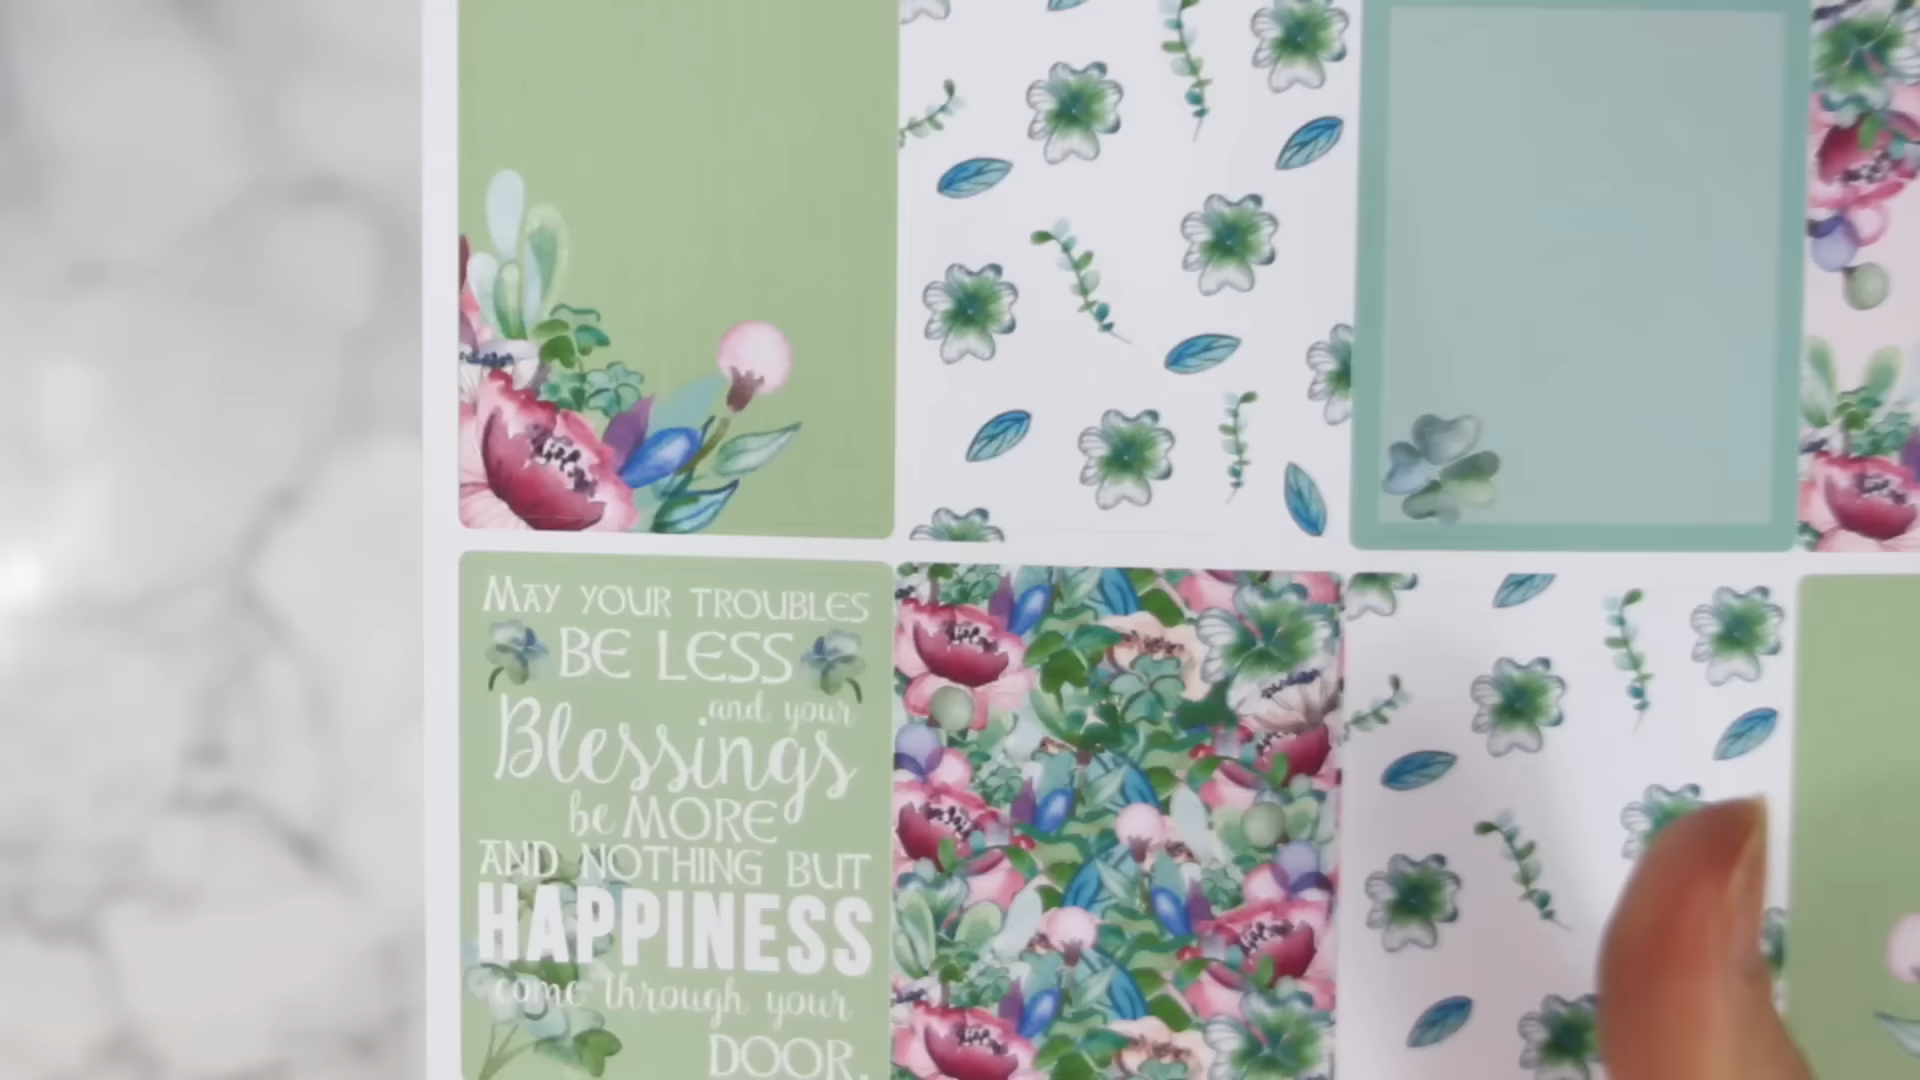 MAY YOUR TROUBLES
BE LESS
and your
Blessings
be MORE
AND NOTHING BUT
HAPPINESS
come through your
DOOR.